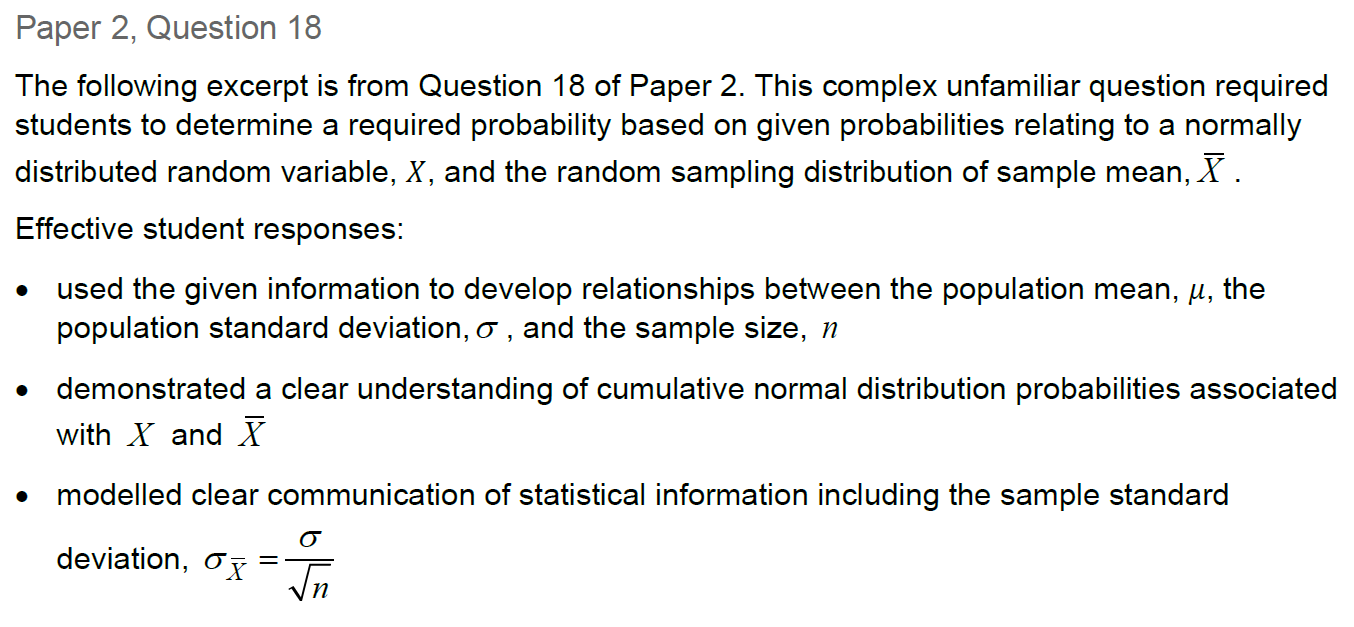 Paper 2, Question 18
The following excerpt is from Question 18 of Paper 2. This complex unfamiliar question required
students to determine a required probability based on given probabilities relating to a normally
distributed random variable, X, and the random sampling distribution of sample mean, X̅ .
Effective student responses:
• used the given information to develop relationships between the population mean, μ, the
population standard deviation, σ , and the sample size, n
• demonstrated a clear understanding of cumulative normal distribution probabilities associated
with X and X̅
• modelled clear communication of statistical information including the sample standard
deviation, σ_X̅ = σ/√n